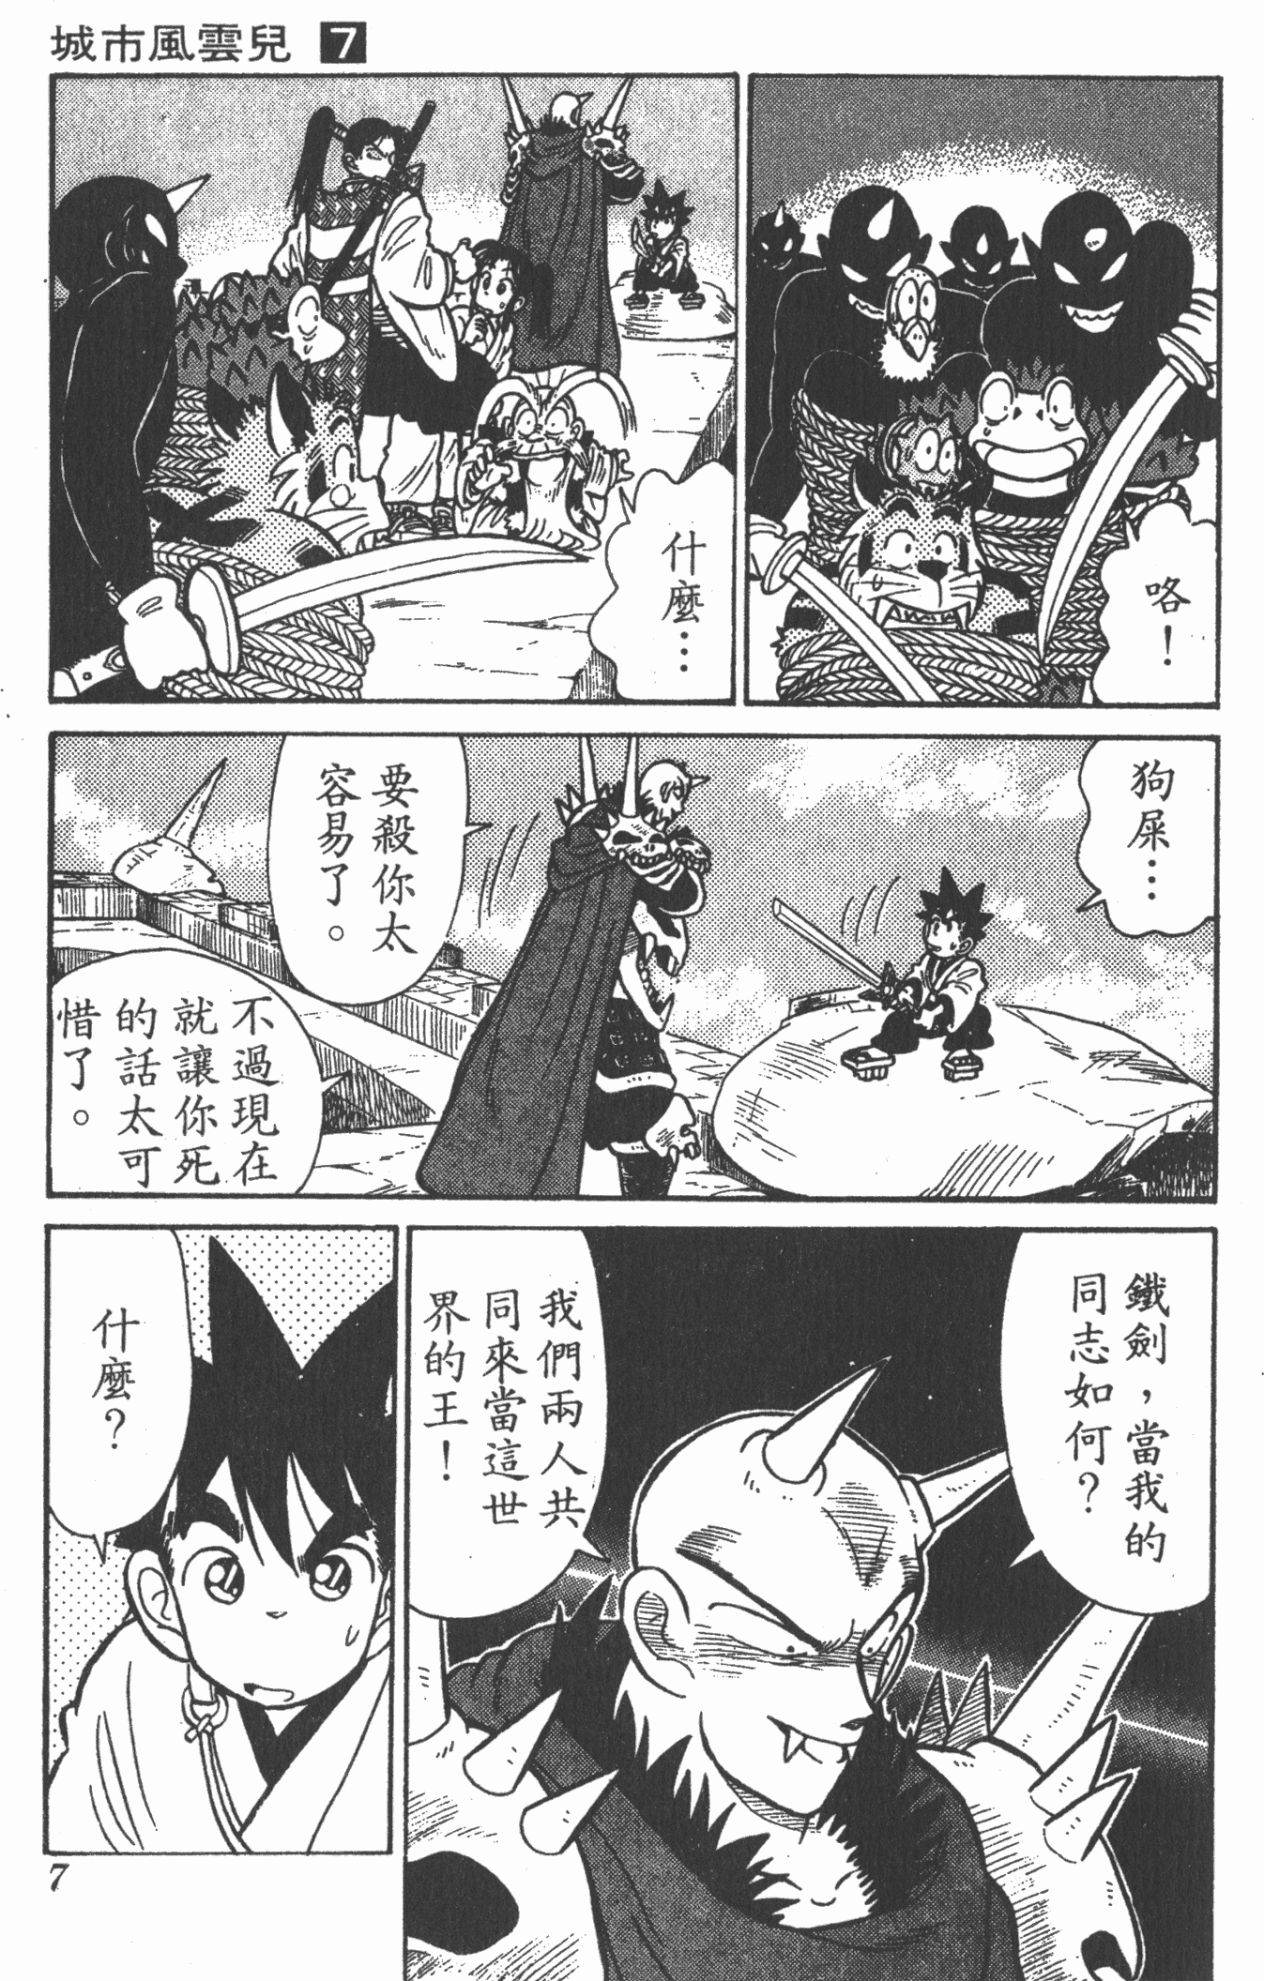 城市風雲兒 7
咯！
什麼…
狗屎…
要殺你太
容易了。
不過現在
就讓你死
的話太可
惜了。
鐵劍，當我的
同志如何？
我們兩人共
同來當這世
界的王！
什麼？
7